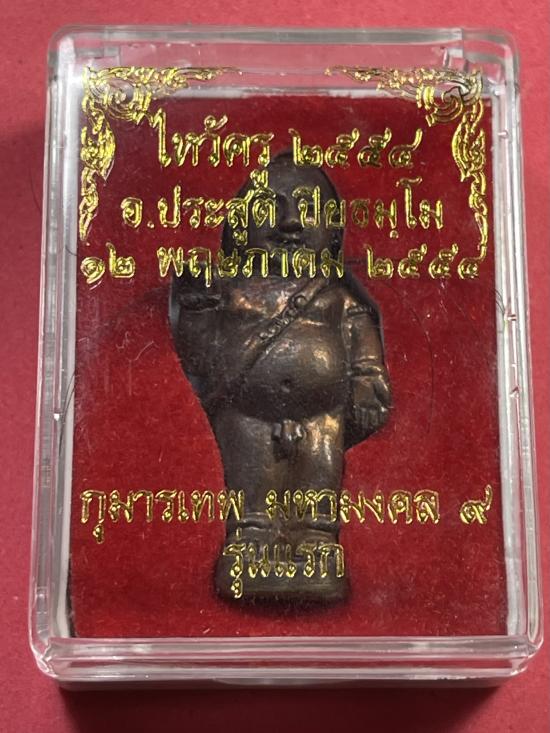 ไหว้ครู ๒๕๕๔
อ.ประสูติ ปิยธมฺโม
๑๒ พฤษภาคม ๒๕๕๔
กุมารเทพ มหามงคล ๙
รุ่นแรก